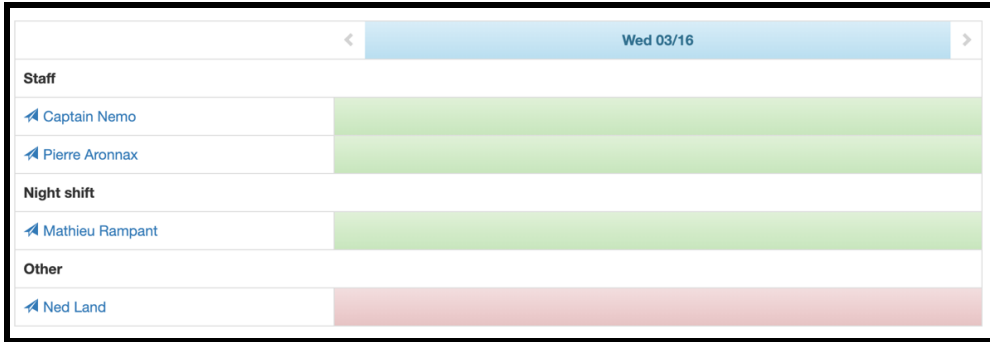 Wed 03/16
Staff
Captain Nemo
Pierre Aronnax
Night shift
Mathieu Rampant
Other
Ned Land